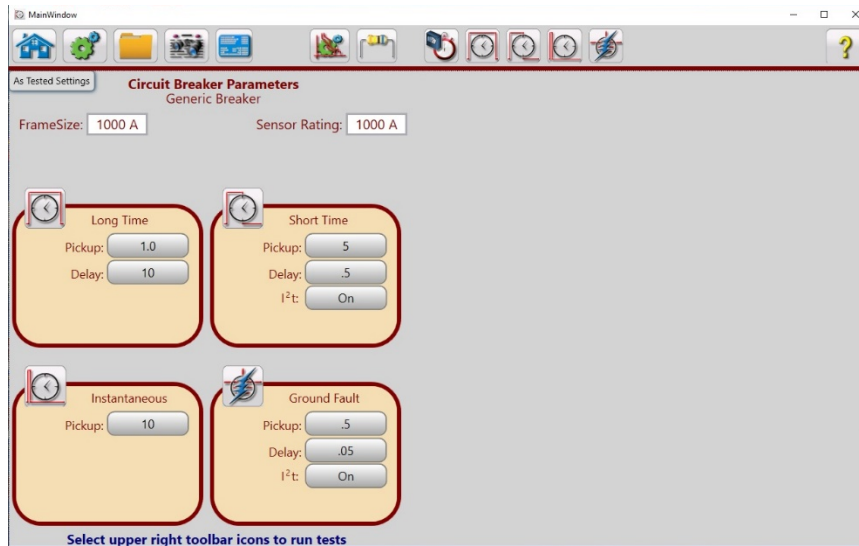 MainWindow
As Tested Settings
Circuit Breaker Parameters
Generic Breaker
FrameSize: 1000 A Sensor Rating: 1000 A
Long Time
Pickup: 1.0
Delay: 10
Short Time
Pickup: 5
Delay: .5
I²t: On
Instantaneous
Pickup: 10
Ground Fault
Pickup: .5
Delay: .05
I²t: On
Select upper right toolbar icons to run tests